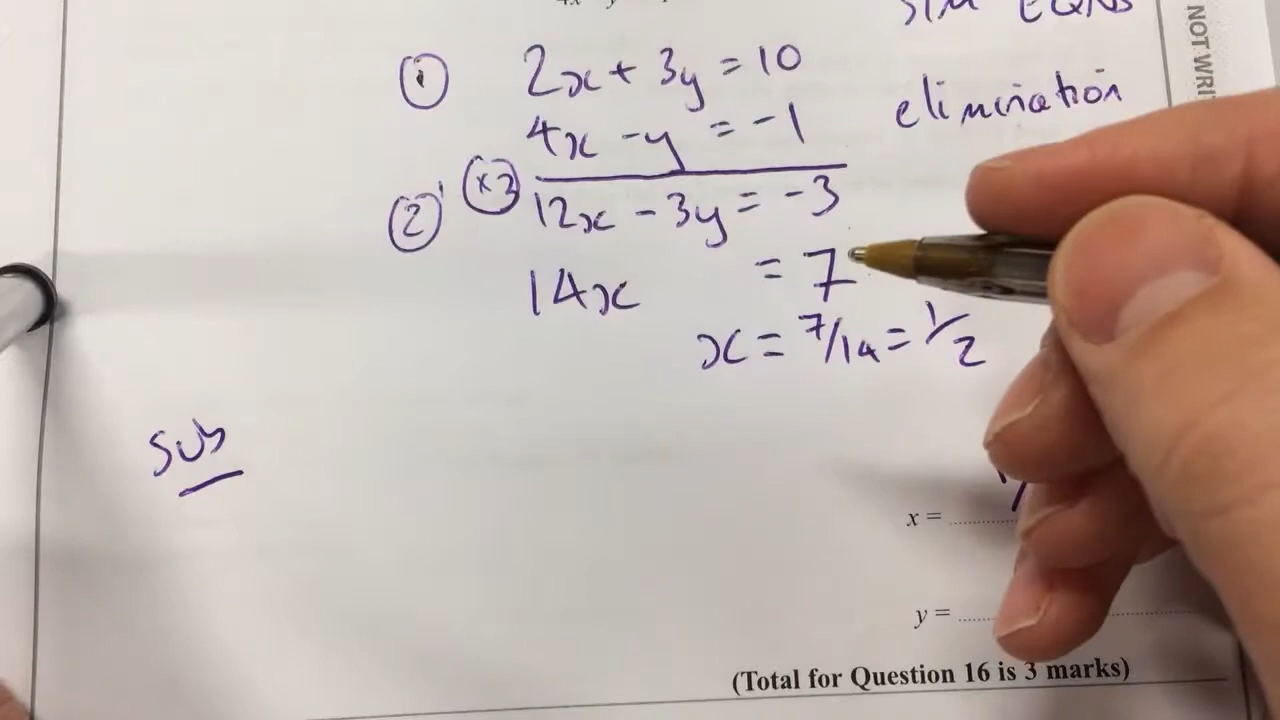 SIM EQNS
① 2x + 3y = 10
elimination
4x - y = -1
② ×3 12x - 3y = -3
14x = 7
x = 7/14 = 1/2
Sub
x =
y =
(Total for Question 16 is 3 marks)
NOT WRI